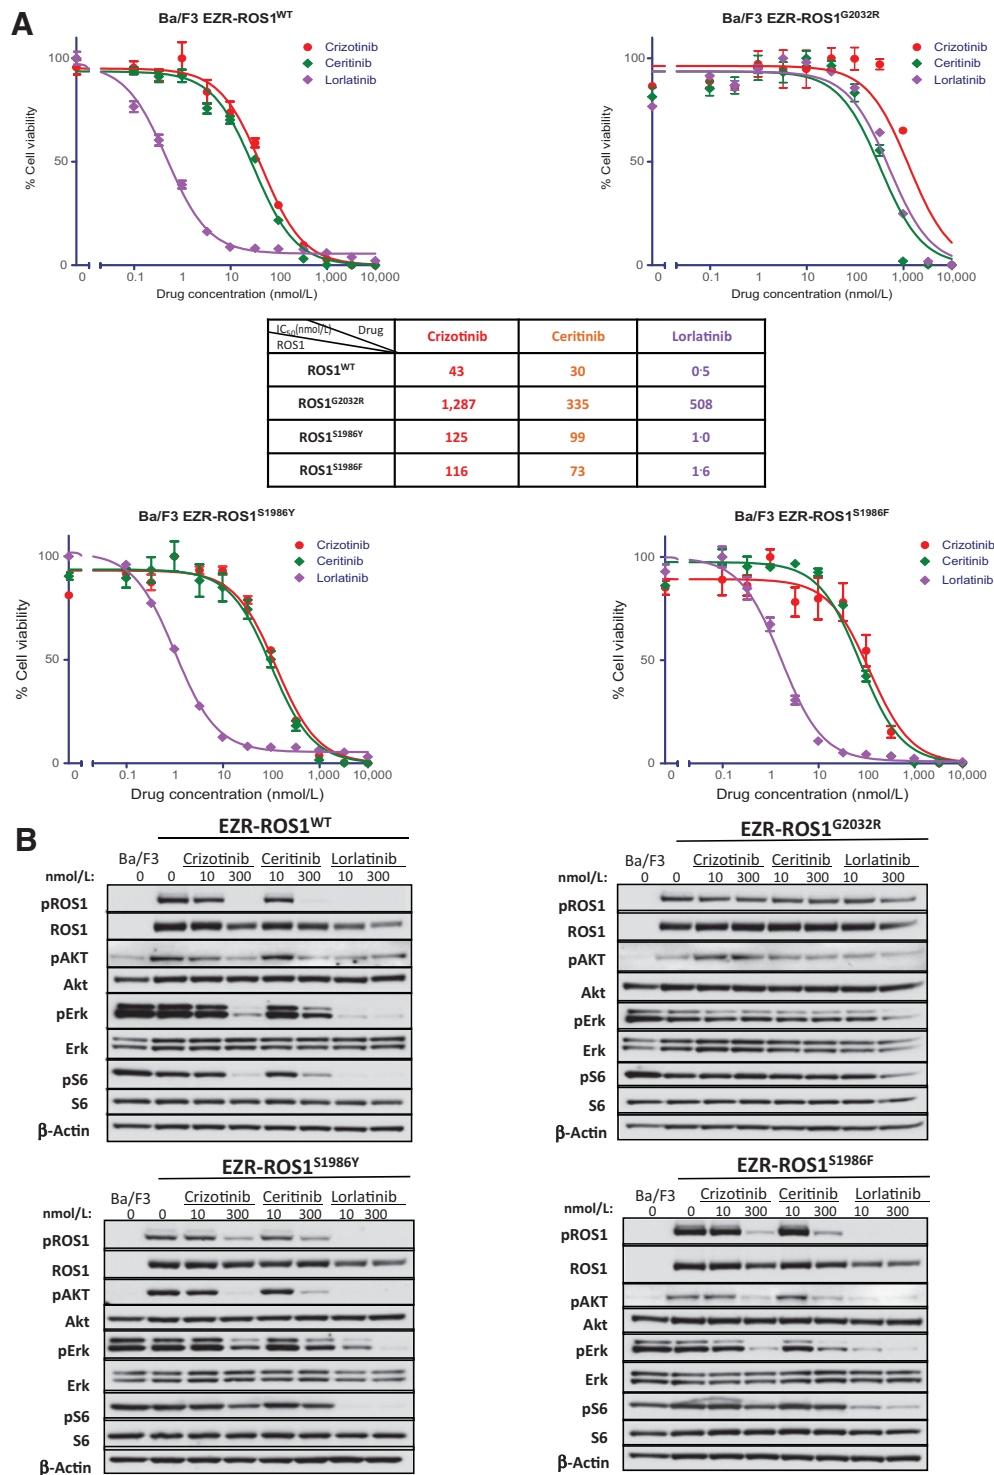 A
Ba/F3 EZR-ROS1WT
Crizotinib
Ceritinib
Lorlatinib
100
50
0
% Cell viability
0 0.1 1 10 100 1,000 10,000
Drug concentration (nmol/L)
Ba/F3 EZR-ROS1G2032R
Crizotinib
Ceritinib
Lorlatinib
100
50
0
% Cell viability
0 0.1 1 10 100 1,000 10,000
Drug concentration (nmol/L)
IC50(nmol/L) Drug
ROS1
Crizotinib Ceritinib Lorlatinib
ROS1WT 43 30 0·5
ROS1G2032R 1,287 335 508
ROS1S1986Y 125 99 1·0
ROS1S1986F 116 73 1·6
Ba/F3 EZR-ROS1S1986Y
Crizotinib
Ceritinib
Lorlatinib
100
50
0
% Cell viability
0 0.1 1 10 100 1,000 10,000
Drug concentration (nmol/L)
Ba/F3 EZR-ROS1S1986F
Crizotinib
Ceritinib
Lorlatinib
100
50
0
% Cell viability
0 0.1 1 10 100 1,000 10,000
Drug concentration (nmol/L)
B
EZR-ROS1WT
Ba/F3 Crizotinib Ceritinib Lorlatinib
nmol/L: 0 0 10 300 10 300 10 300
pROS1
ROS1
pAKT
Akt
pErk
Erk
pS6
S6
β-Actin
EZR-ROS1G2032R
Ba/F3 Crizotinib Ceritinib Lorlatinib
nmol/L: 0 0 10 300 10 300 10 300
pROS1
ROS1
pAKT
Akt
pErk
Erk
pS6
S6
β-Actin
EZR-ROS1S1986Y
Ba/F3 Crizotinib Ceritinib Lorlatinib
nmol/L: 0 0 10 300 10 300 10 300
pROS1
ROS1
pAKT
Akt
pErk
Erk
pS6
S6
β-Actin
EZR-ROS1S1986F
Ba/F3 Crizotinib Ceritinib Lorlatinib
nmol/L: 0 0 10 300 10 300 10 300
pROS1
ROS1
pAKT
Akt
pErk
Erk
pS6
S6
β-Actin